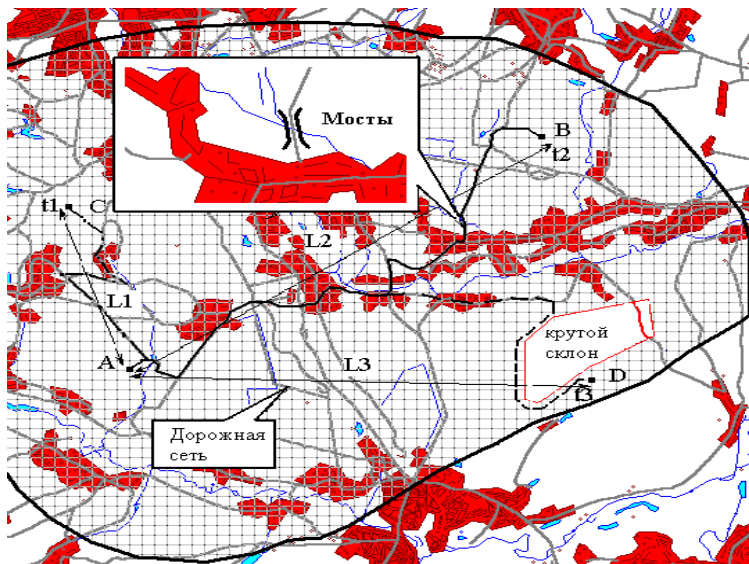 Мосты
B
t2
t1
C
L2
L1
A
крутой
склон
L3
D
t3
Дорожная
сеть